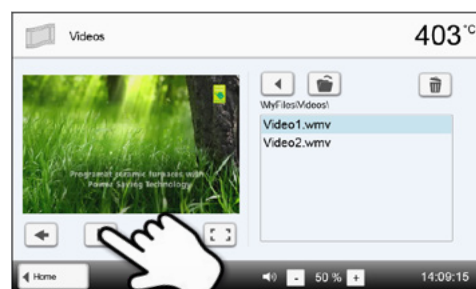 Videos
403 °C
\MyFiles\Videos\
Video1.wmv
Video2.wmv
Programat ceramic furnaces with
Power Saving Technology
Home
- 50 % +
14:09:15